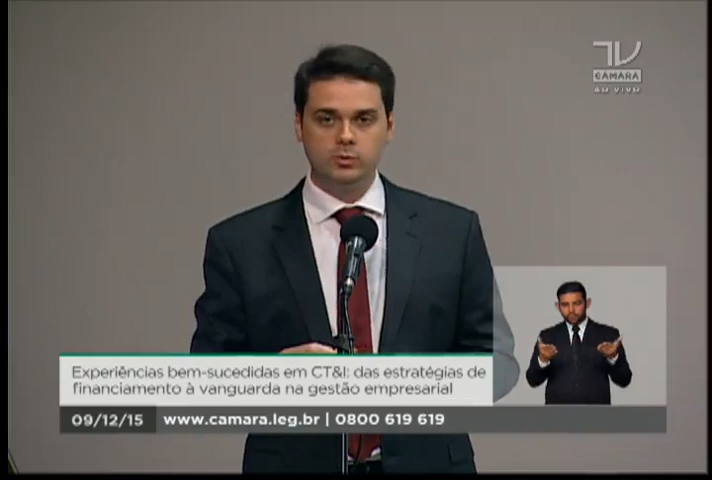 TV
CÂMARA
AO VIVO
Experiências bem-sucedidas em CT&I: das estratégias de
financiamento à vanguarda na gestão empresarial
09/12/15 www.camara.leg.br | 0800 619 619